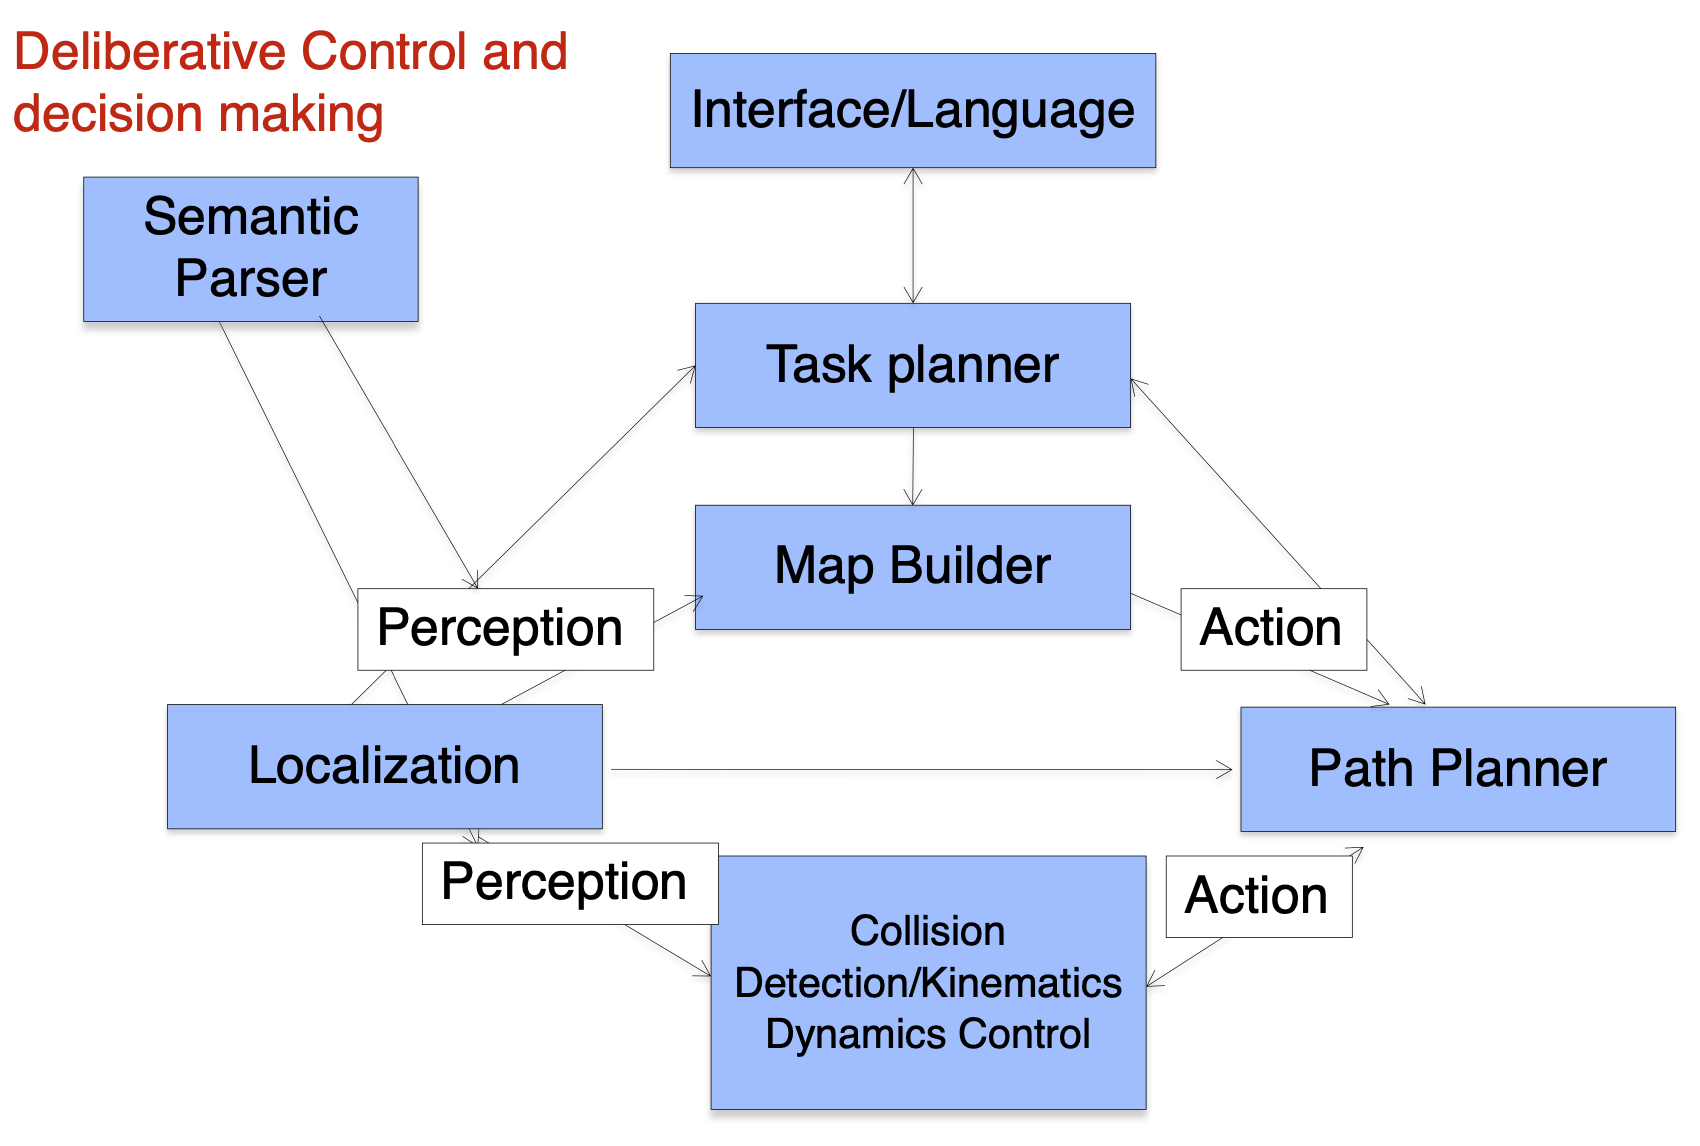 Deliberative Control and
decision making
Interface/Language
Semantic
Parser
Task planner
Map Builder
Perception
Action
Localization
Path Planner
Perception
Action
Collision
Detection/Kinematics
Dynamics Control